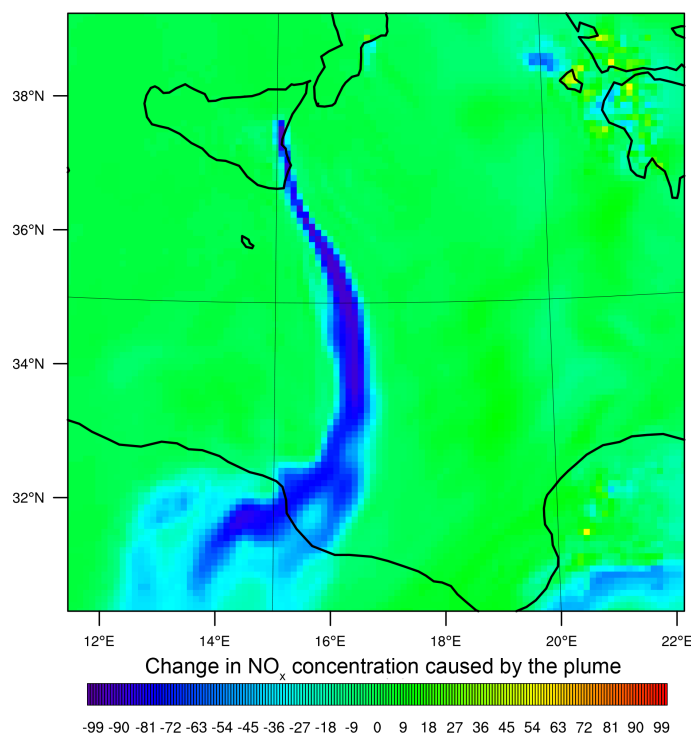 38°N
36°N
34°N
32°N
12°E 14°E 16°E 18°E 20°E 22°E
Change in NOx concentration caused by the plume
-99 -90 -81 -72 -63 -54 -45 -36 -27 -18 -9 0 9 18 27 36 45 54 63 72 81 90 99